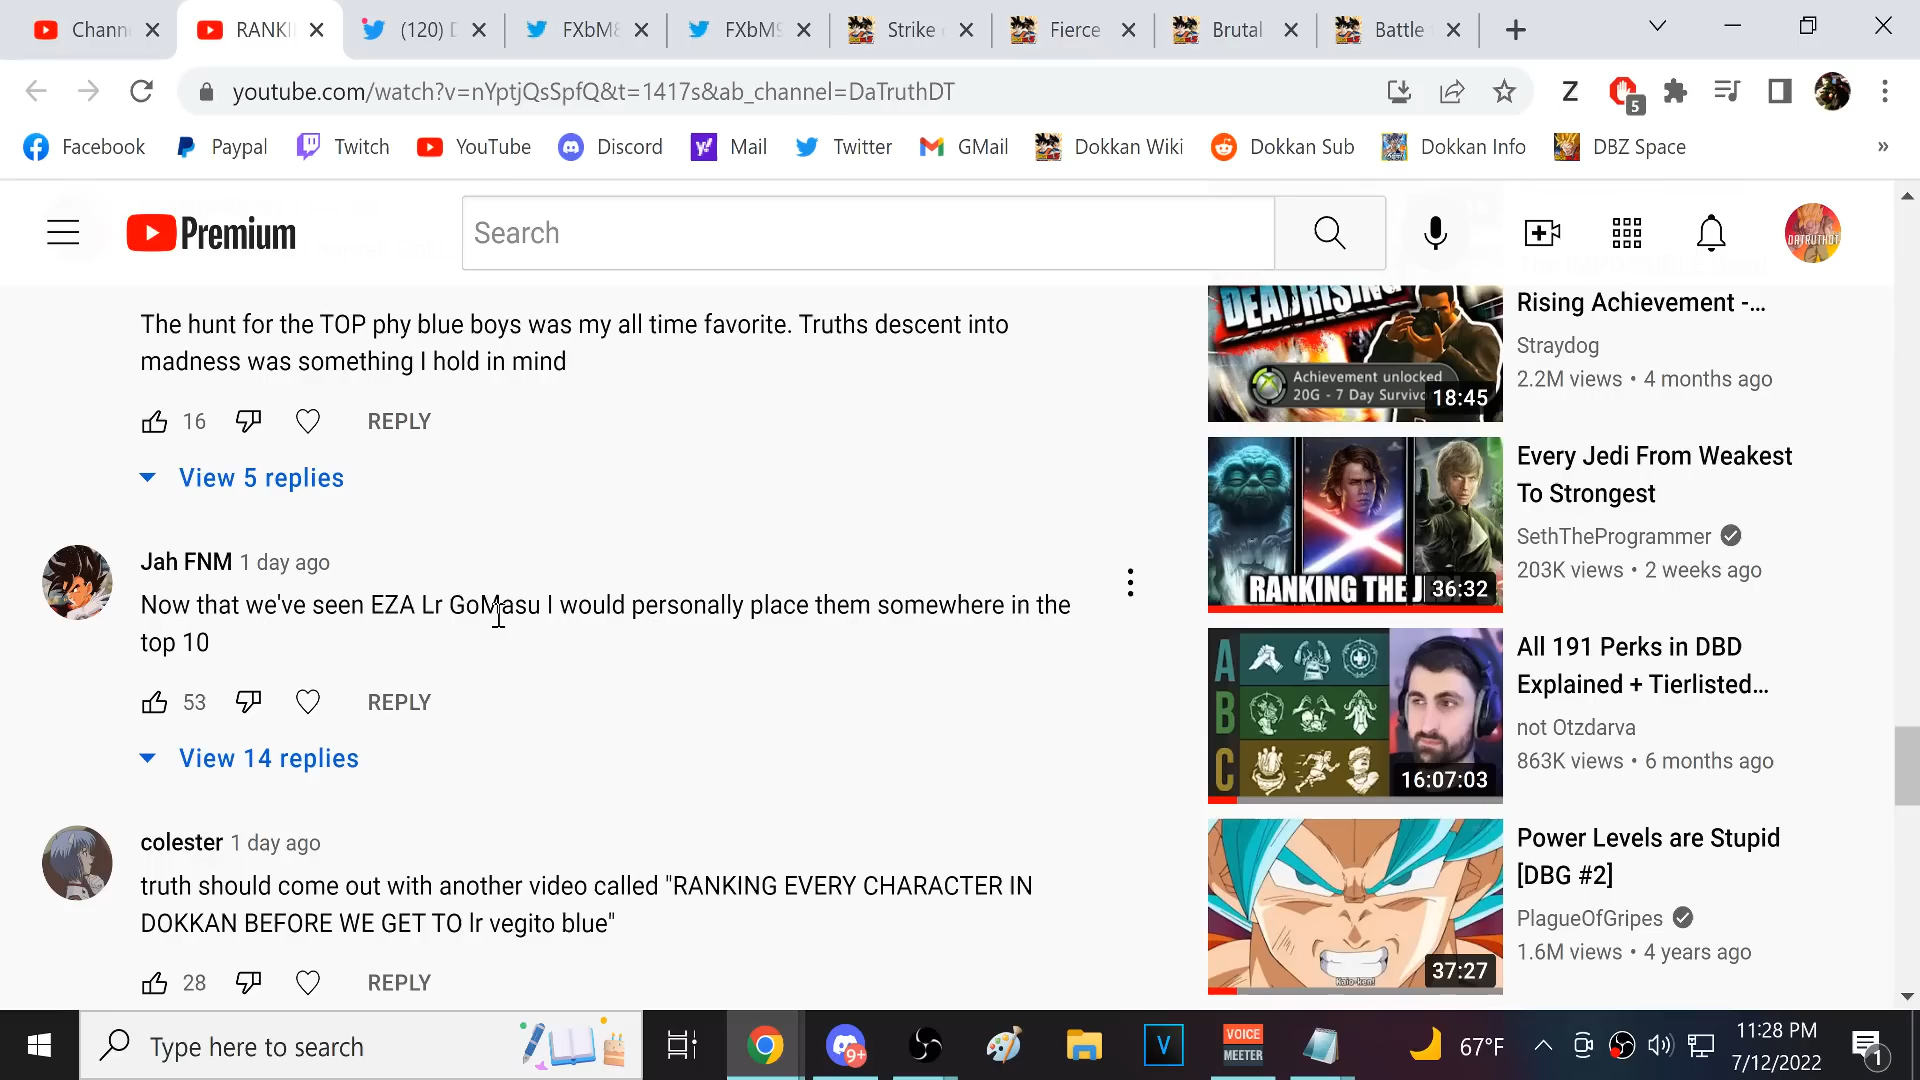 Chann
RANKI
(120) D
FXbM8
FXbMS
Strike
Fierce
Brutal
Battle
youtube.com/watch?v=nYptjQsSpfQ&t=1417s&ab_channel=DaTruthDT
Z
5
Facebook
Paypal
Twitch
YouTube
Discord
Mail
Twitter
GMail
Dokkan Wiki
Dokkan Sub
Dokkan Info
DBZ Space
»
Premium
Search
DATRUTHDT
The hunt for the TOP phy blue boys was my all time favorite. Truths descent into
madness was something I hold in mind
16
REPLY
View 5 replies
Jah FNM 1 day ago
Now that we've seen EZA Lr GoMasu I would personally place them somewhere in the
top 10
53
REPLY
View 14 replies
colester 1 day ago
truth should come out with another video called "RANKING EVERY CHARACTER IN
DOKKAN BEFORE WE GET TO lr vegito blue"
28
REPLY
DEADRISING
Achievement unlocked
20G - 7 Day Survivo
18:45
Rising Achievement -...
Straydog
2.2M views • 4 months ago
RANKING THE J
36:32
Every Jedi From Weakest
To Strongest
SethTheProgrammer
203K views • 2 weeks ago
A
B
C
16:07:03
All 191 Perks in DBD
Explained + Tierlisted...
not Otzdarva
863K views • 6 months ago
Kaio-ken!
37:27
Power Levels are Stupid
[DBG #2]
PlagueOfGripes
1.6M views • 4 years ago
Type here to search
9+
V
VOICE
MEETER
67°F
11:28 PM
7/12/2022
1